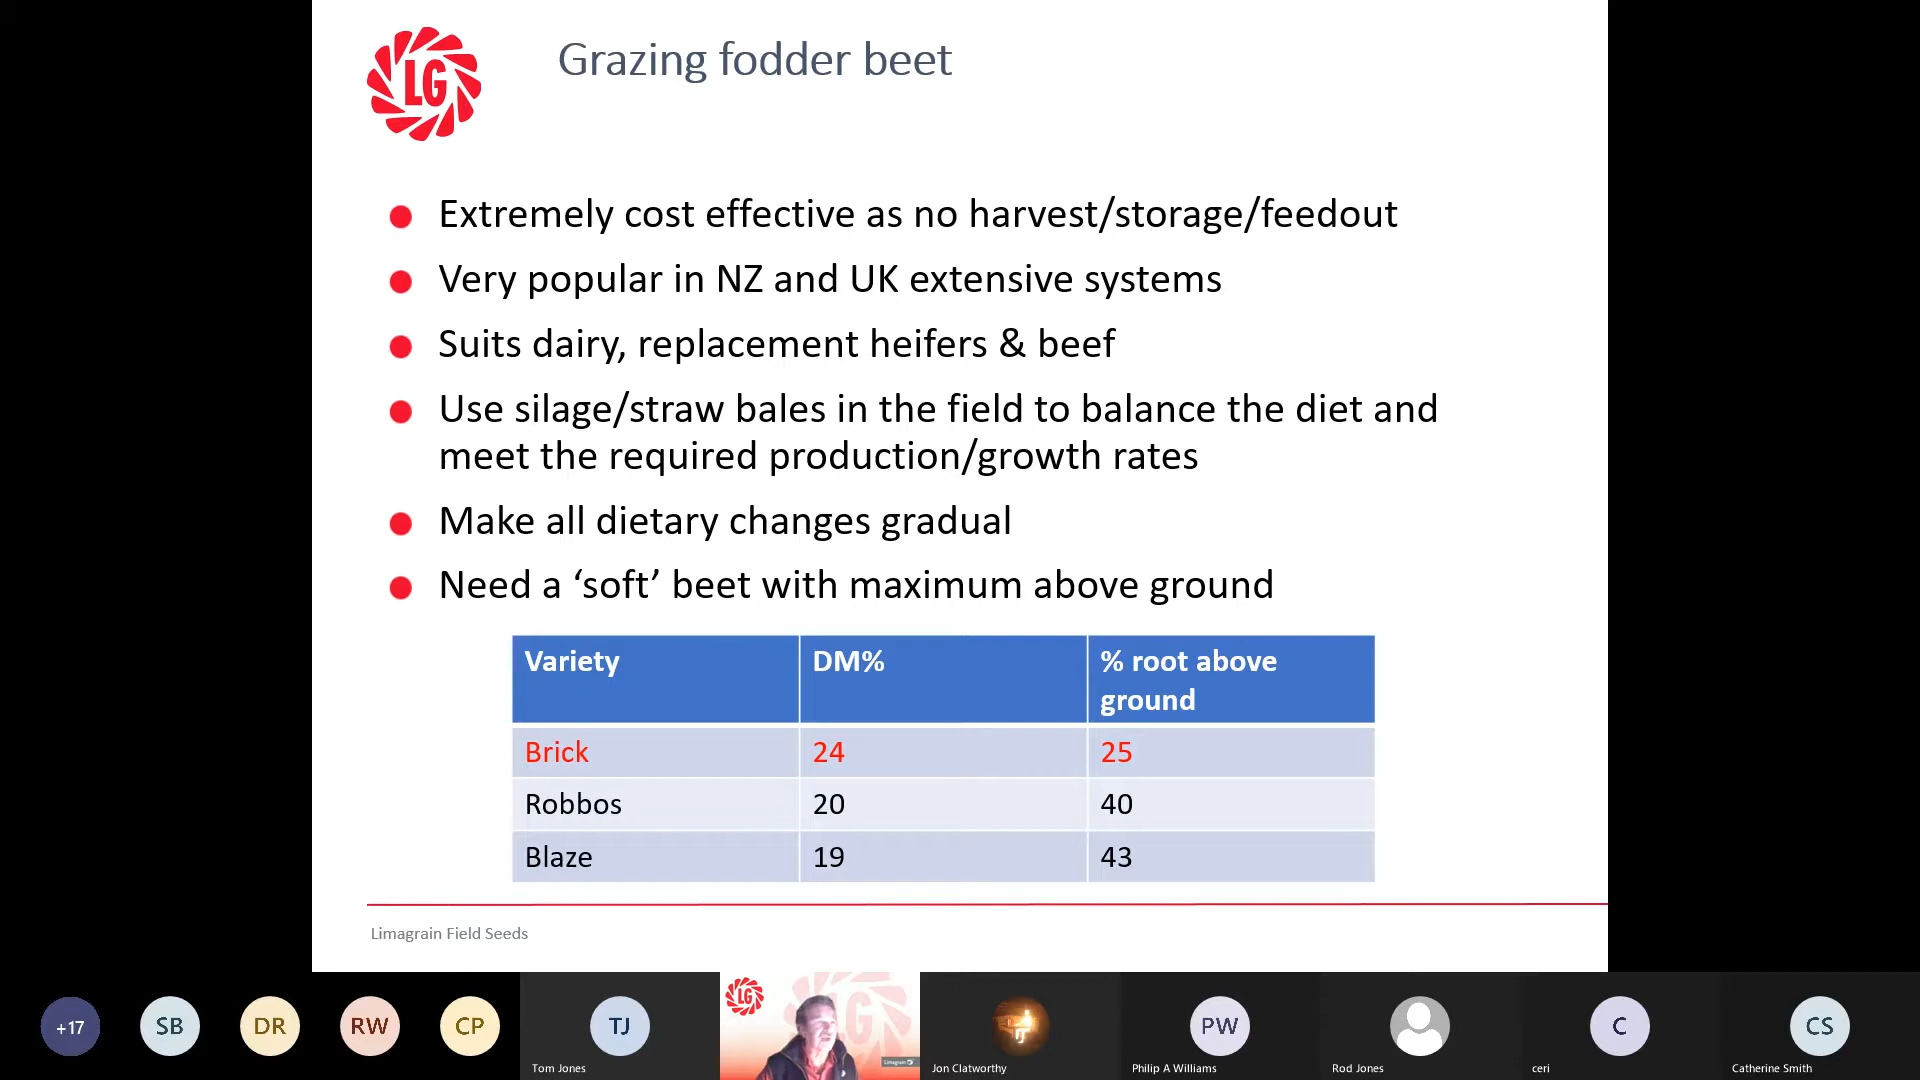 LG
Grazing fodder beet
Extremely cost effective as no harvest/storage/feedout
Very popular in NZ and UK extensive systems
Suits dairy, replacement heifers & beef
Use silage/straw bales in the field to balance the diet and
meet the required production/growth rates
Make all dietary changes gradual
Need a ‘soft’ beet with maximum above ground
Variety DM% % root above
ground
Brick 24 25
Robbos 20 40
Blaze 19 43
Limagrain Field Seeds
+17 SB DR RW CP TJ LG LG PW C CS
Limagrain
Tom Jones Jon Clatworthy Philip A Williams Rod Jones ceri Catherine Smith